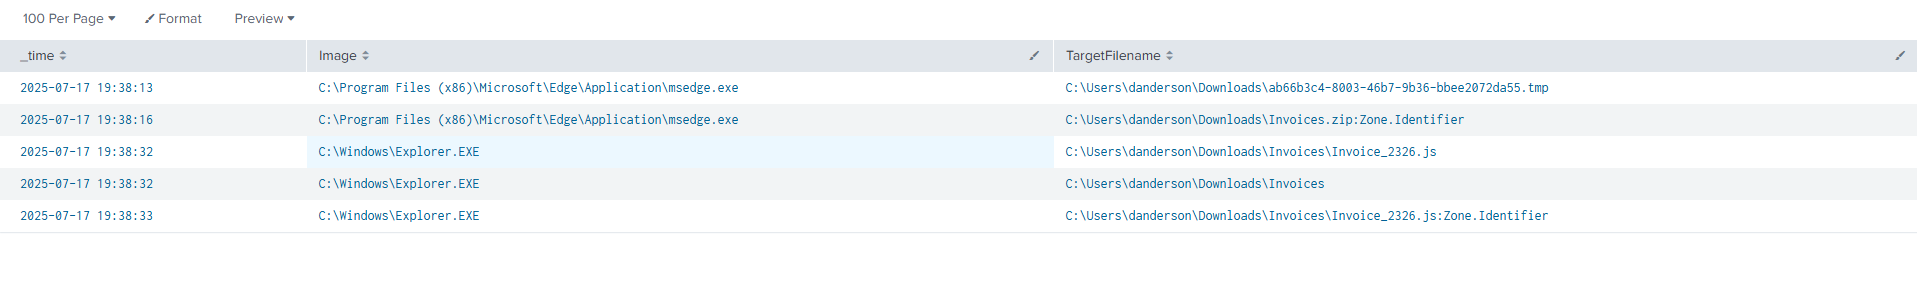 100 Per Page Format Preview
_time Image TargetFilename
2025-07-17 19:38:13 C:\Program Files (x86)\Microsoft\Edge\Application\msedge.exe C:\Users\danderson\Downloads\ab66b3c4-8003-46b7-9b36-bbee2072da55.tmp
2025-07-17 19:38:16 C:\Program Files (x86)\Microsoft\Edge\Application\msedge.exe C:\Users\danderson\Downloads\Invoices.zip:Zone.Identifier
2025-07-17 19:38:32 C:\Windows\Explorer.EXE C:\Users\danderson\Downloads\Invoices\Invoice_2326.js
2025-07-17 19:38:32 C:\Windows\Explorer.EXE C:\Users\danderson\Downloads\Invoices
2025-07-17 19:38:33 C:\Windows\Explorer.EXE C:\Users\danderson\Downloads\Invoices\Invoice_2326.js:Zone.Identifier